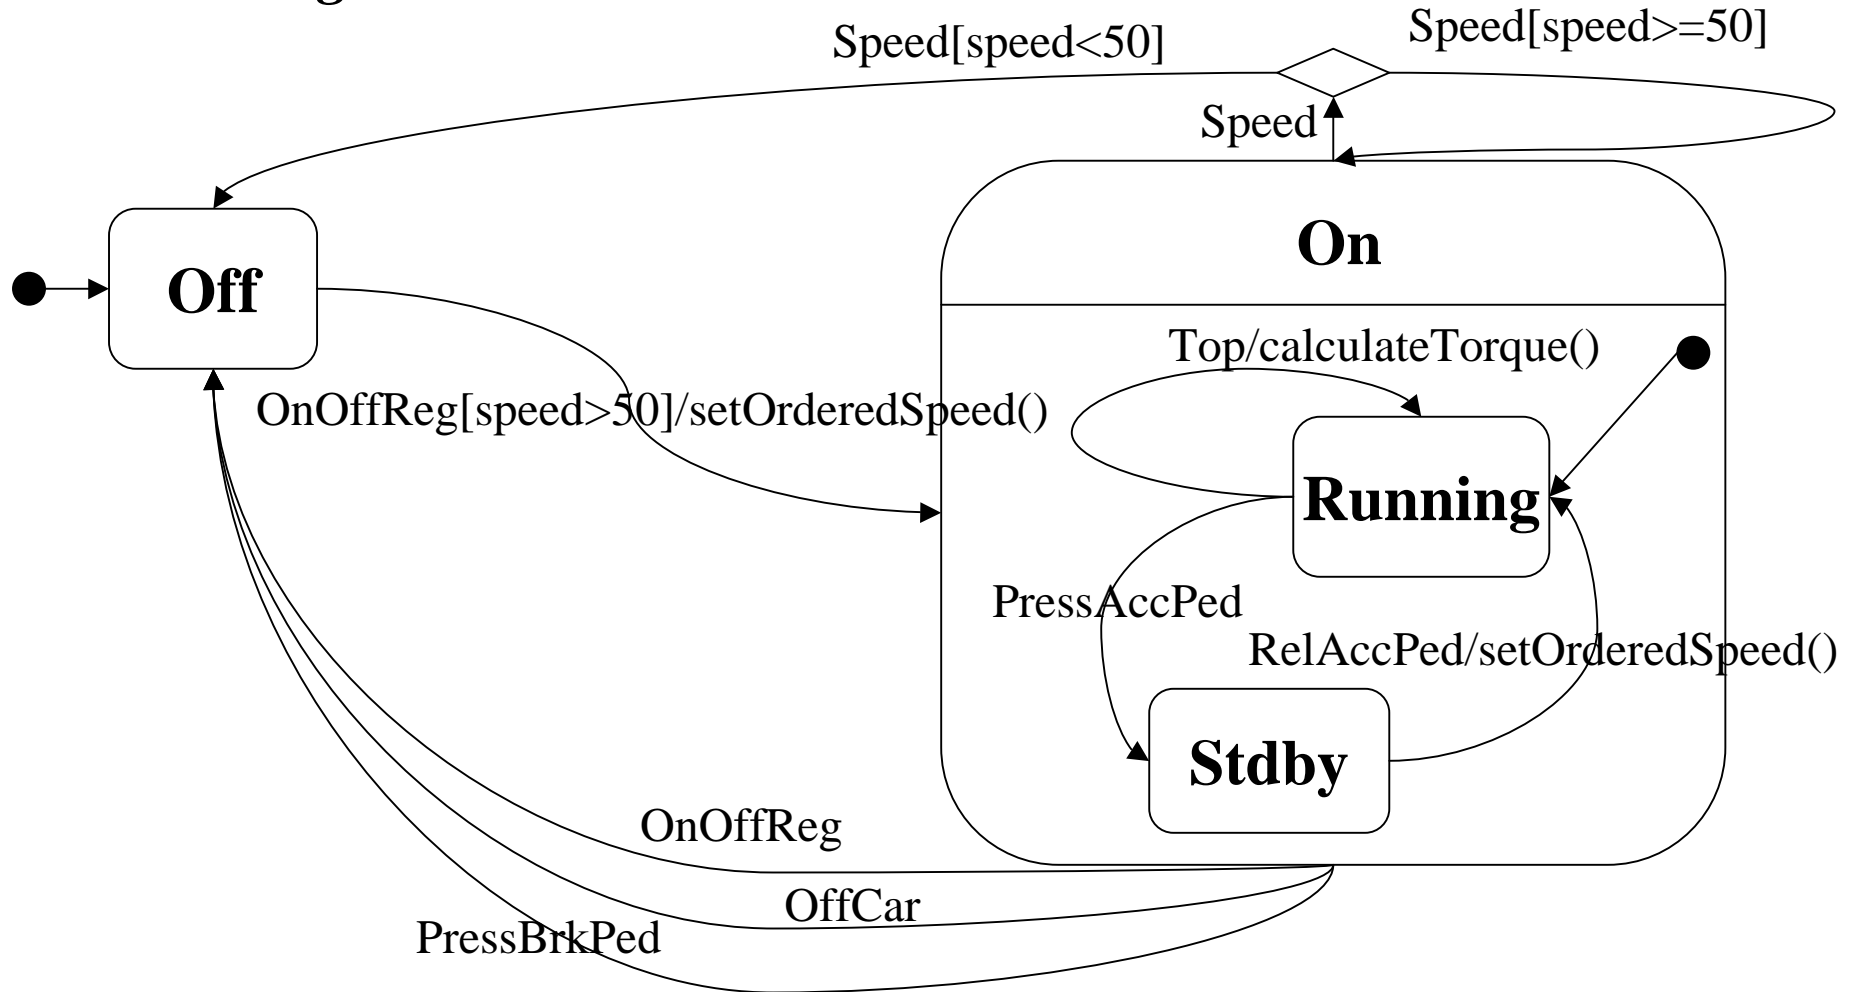 Speed[speed<50]
Speed[speed>=50]
Speed
On
Off
Top/calculateTorque()
OnOffReg[speed>50]/setOrderedSpeed()
Running
PressAccPed
RelAccPed/setOrderedSpeed()
Stdby
OnOffReg
OffCar
PressBrkPed